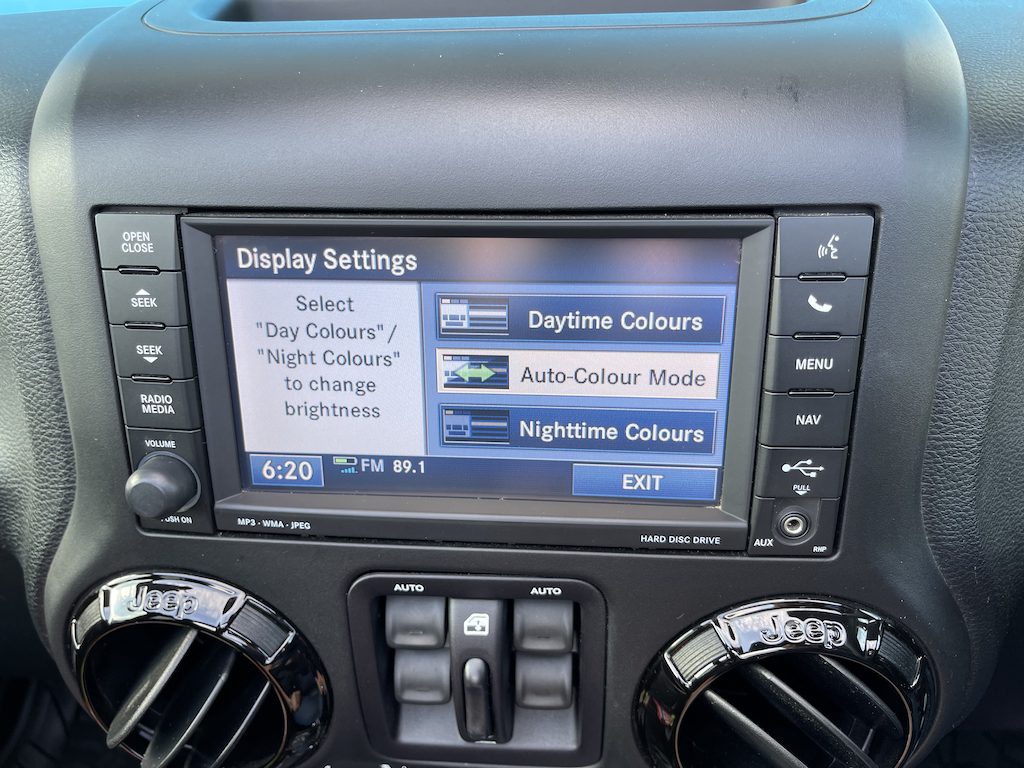 OPEN
CLOSE
SEEK
SEEK
RADIO
MEDIA
VOLUME
PUSH ON
Display Settings
Select
"Day Colours"/
"Night Colours"
to change
brightness
Daytime Colours
Auto-Colour Mode
Nighttime Colours
6:20
FM 89.1
EXIT
MP3 · WMA · JPEG
HARD DISC DRIVE
MENU
NAV
PULL
AUX
RHP
AUTO
AUTO
Jeep
Jeep